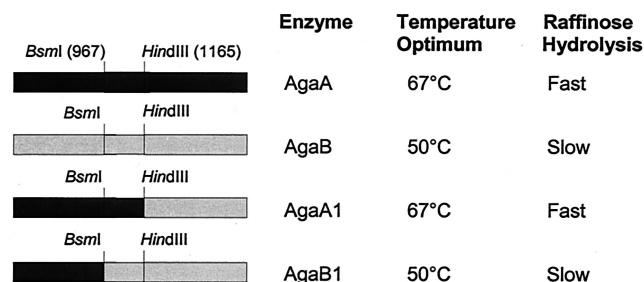 Enzyme Temperature Optimum Raffinose Hydrolysis
BsmI (967) HindIII (1165)
AgaA 67°C Fast
BsmI HindIII
AgaB 50°C Slow
BsmI HindIII
AgaA1 67°C Fast
BsmI HindIII
AgaB1 50°C Slow